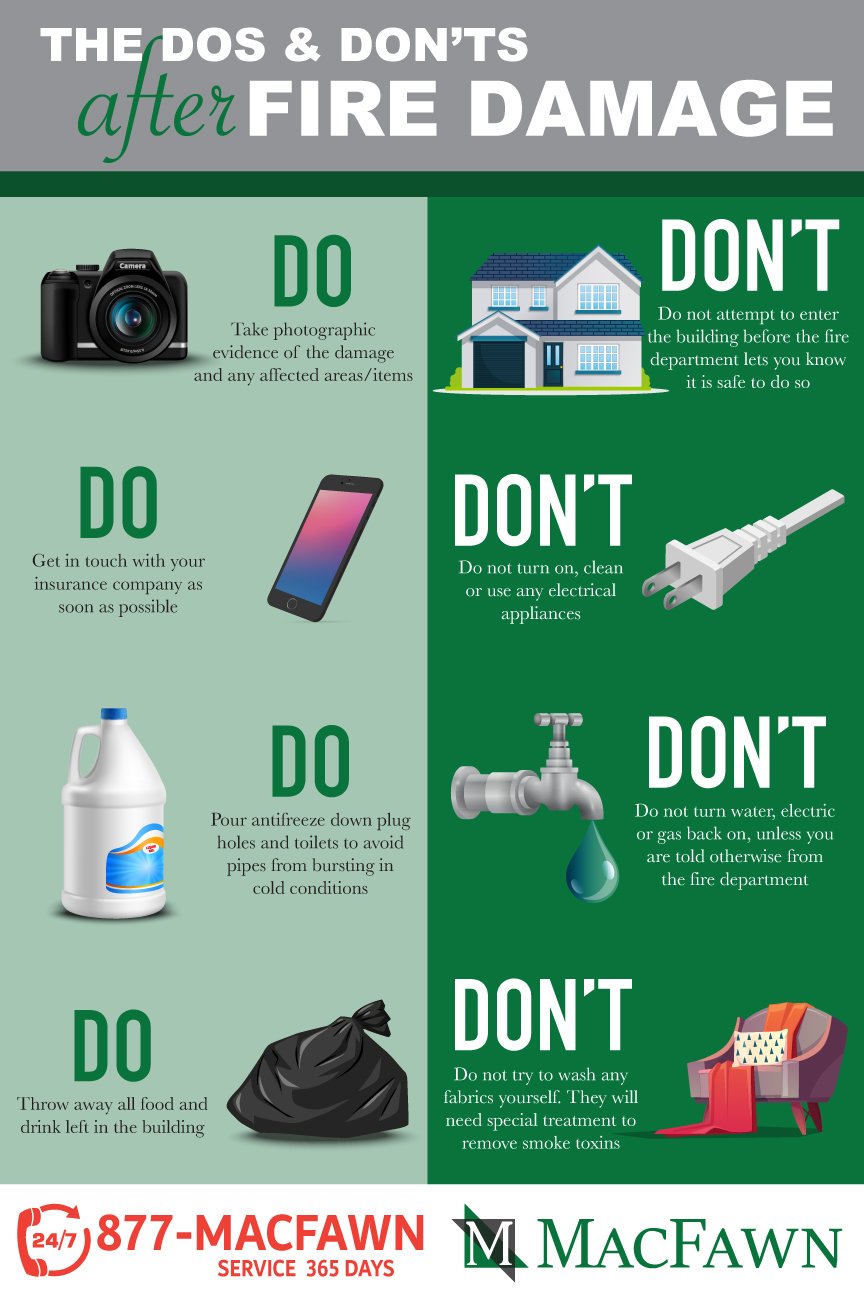 THE DOS & DON'TS
after FIRE DAMAGE
Camera
DO
Take photographic
evidence of the damage
and any affected areas/items
DON'T
Do not attempt to enter
the building before the fire
department lets you know
it is safe to do so
DO
Get in touch with your
insurance company as
soon as possible
DON'T
Do not turn on, clean
or use any electrical
appliances
DO
Pour antifreeze down plug
holes and toilets to avoid
pipes from bursting in
cold conditions
DON'T
Do not turn water, electric
or gas back on, unless you
are told otherwise from
the fire department
DO
Throw away all food and
drink left in the building
DON'T
Do not try to wash any
fabrics yourself. They will
need special treatment to
remove smoke toxins
24/7
877-MACFAWN
SERVICE 365 DAYS
M MACFAWN